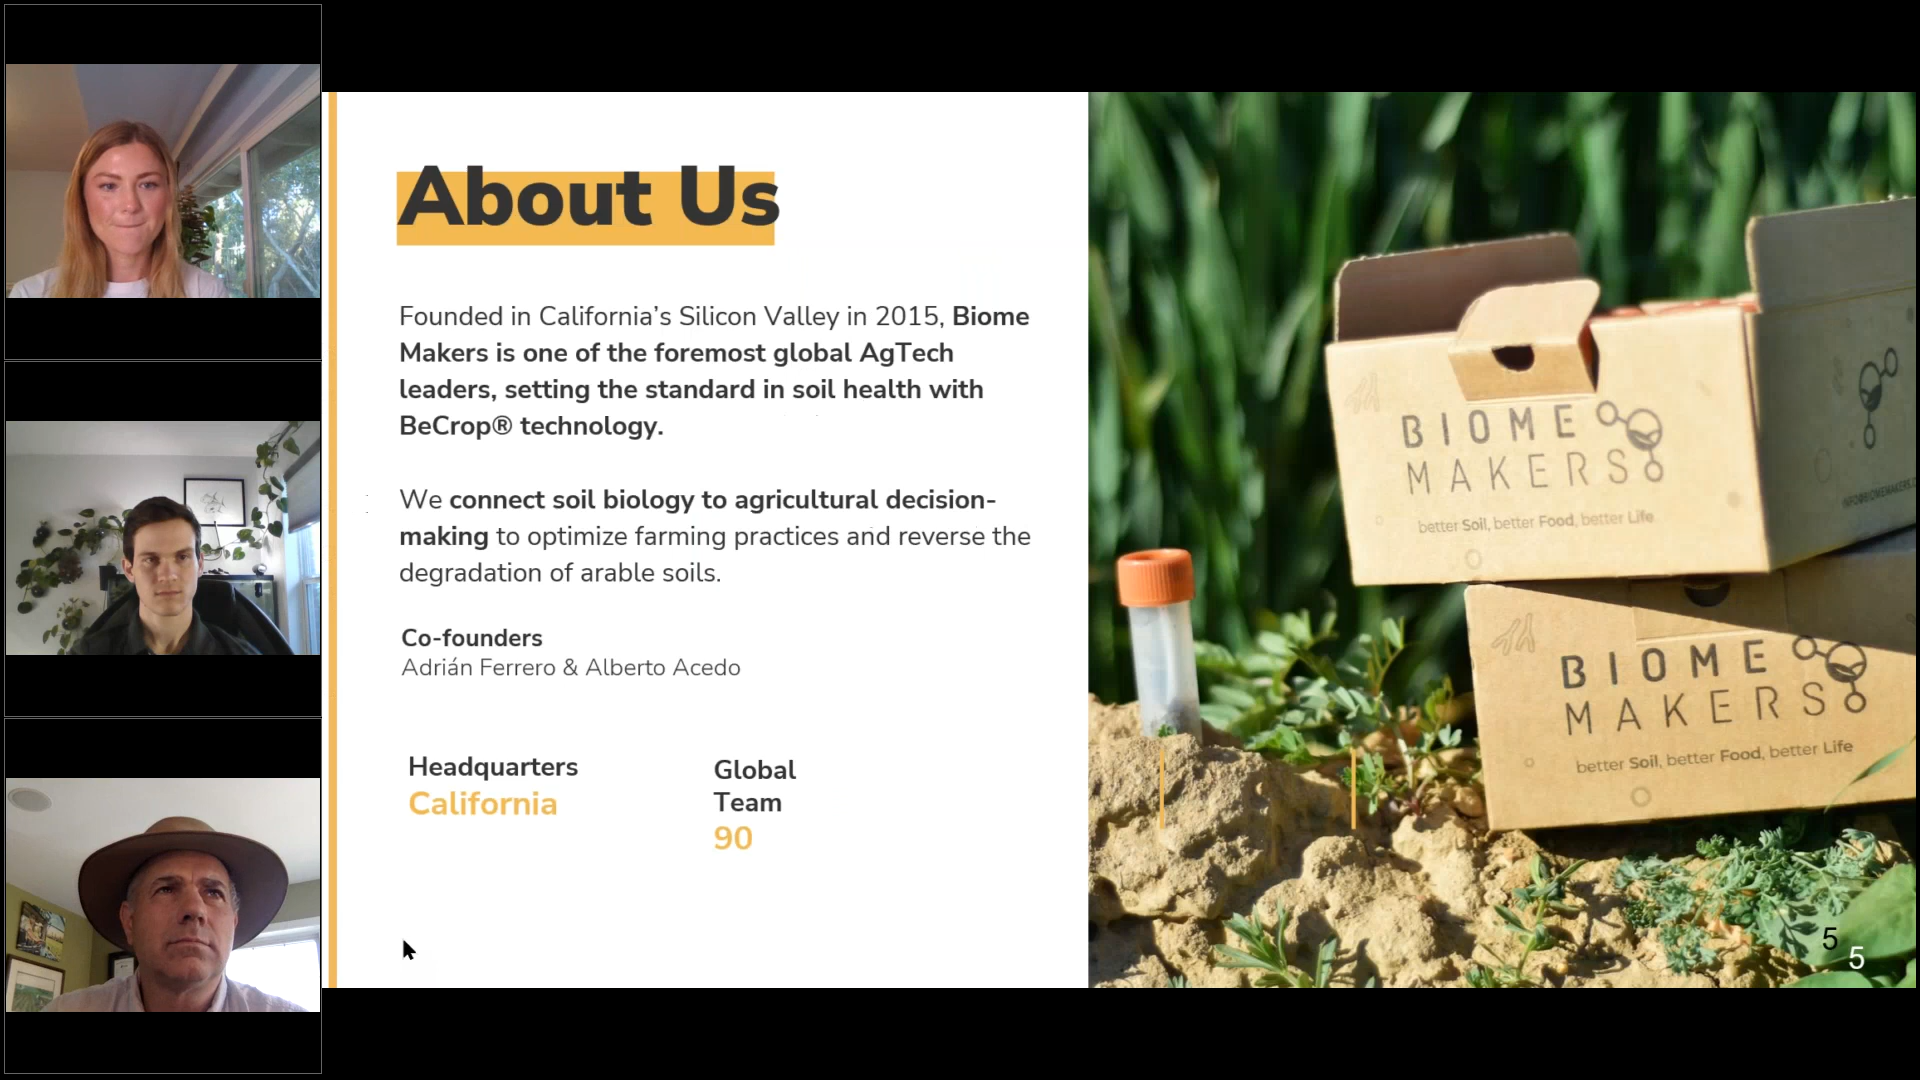 About Us
Founded in California’s Silicon Valley in 2015, Biome
Makers is one of the foremost global AgTech
leaders, setting the standard in soil health with
BeCrop® technology.
We connect soil biology to agricultural decision-
making to optimize farming practices and reverse the
degradation of arable soils.
Co-founders
Adrián Ferrero & Alberto Acedo
Headquarters
California
Global
Team
90
BIOME
MAKERS
better Soil, better Food, better Life
BIOME
MAKERS
better Soil, better Food, better Life
5
5